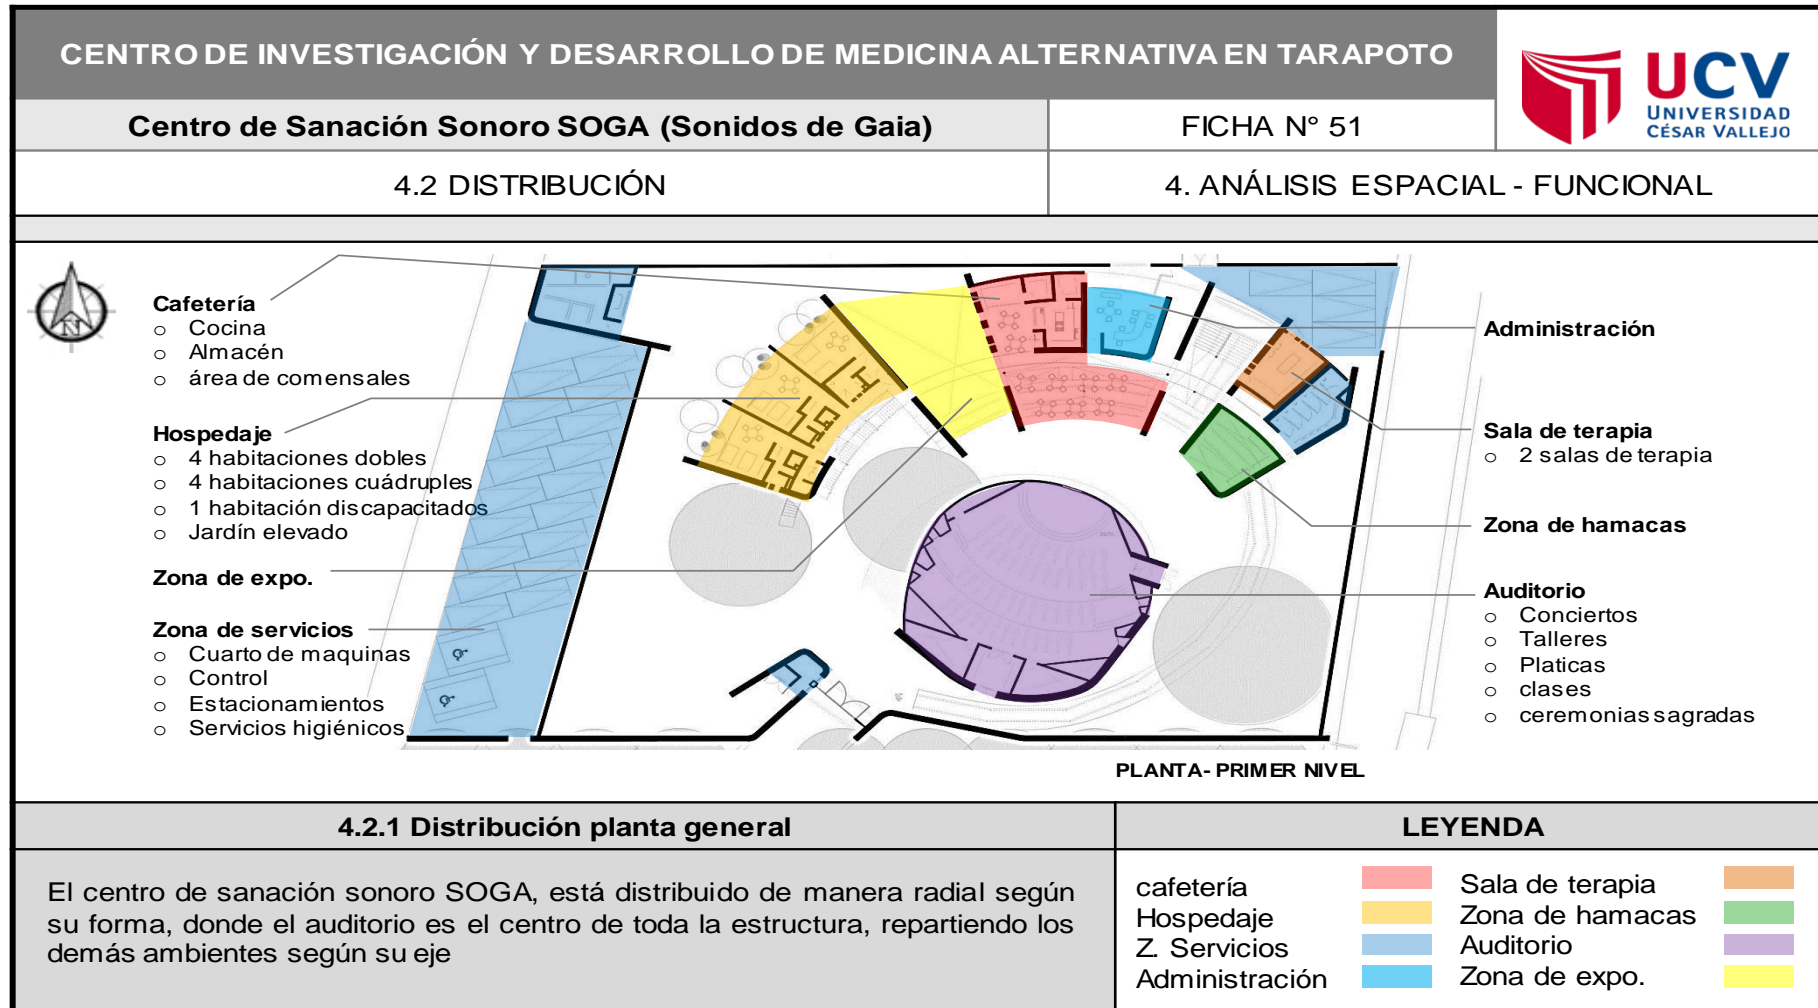 CENTRO DE INVESTIGACIÓN Y DESARROLLO DE MEDICINA ALTERNATIVA EN TARAPOTO
UCV
UNIVERSIDAD
CÉSAR VALLEJO
Centro de Sanación Sonoro SOGA (Sonidos de Gaia)
FICHA N° 51
4.2 DISTRIBUCIÓN
4. ANÁLISIS ESPACIAL - FUNCIONAL
N
Cafetería
o Cocina
o Almacén
o área de comensales
Hospedaje
o 4 habitaciones dobles
o 4 habitaciones cuádruples
o 1 habitación discapacitados
o Jardín elevado
Zona de expo.
Zona de servicios
o Cuarto de maquinas
o Control
o Estacionamientos
o Servicios higiénicos
Administración
Sala de terapia
o 2 salas de terapia
Zona de hamacas
Auditorio
o Conciertos
o Talleres
o Platicas
o clases
o ceremonias sagradas
PLANTA- PRIMER NIVEL
4.2.1 Distribución planta general
El centro de sanación sonoro SOGA, está distribuido de manera radial según
su forma, donde el auditorio es el centro de toda la estructura, repartiendo los
demás ambientes según su eje
LEYENDA
cafetería
Hospedaje
Z. Servicios
Administración
Sala de terapia
Zona de hamacas
Auditorio
Zona de expo.